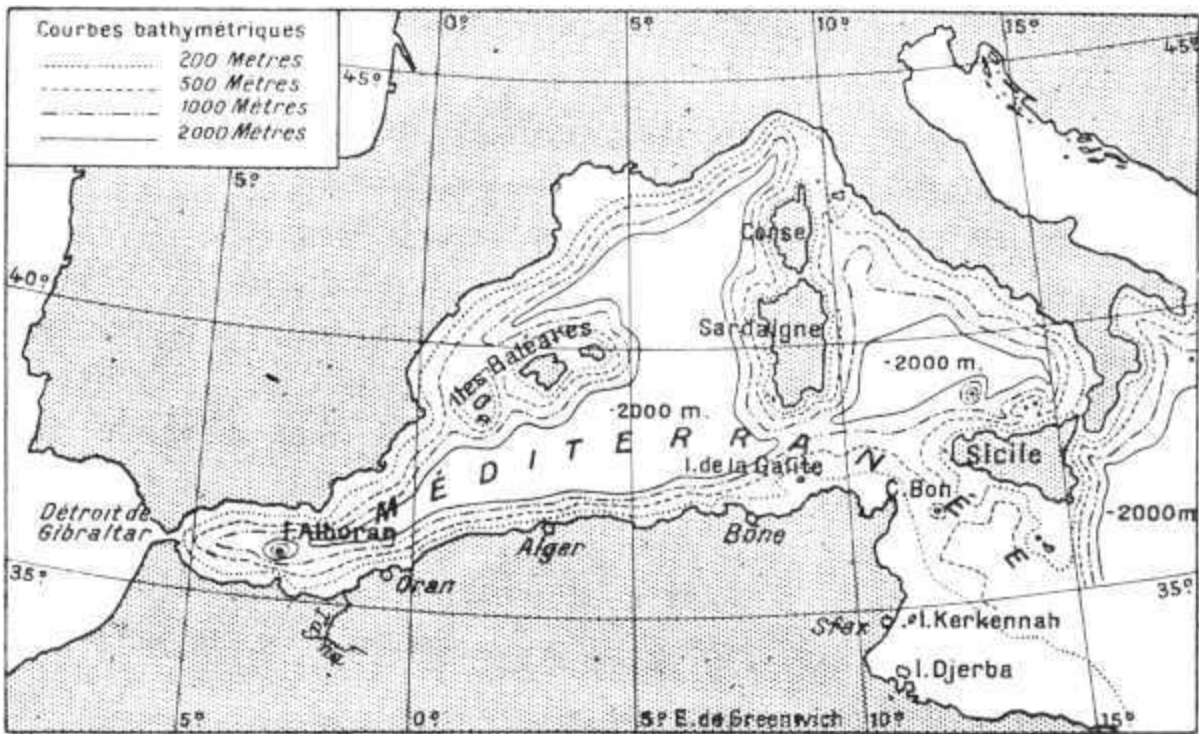 Courbes bathymétriques
200 Mètres
500 Mètres
1000 Mètres
2000 Mètres
0°
5°
10°
15°
45°
45°
5°
40°
Corse
Sardaigne
Iles Baléares
-2000 m.
-2000 m.
MÉDITERRANÉE
I. de la Galite
Sicile
C. Bon
-2000 m
Détroit de
Gibraltar
I. Alboran
Alger
Bône
Oran
35°
35°
Sfax
I. Kerkennah
I. Djerba
5°
0°
5° E. de Greenwich
10°
15°